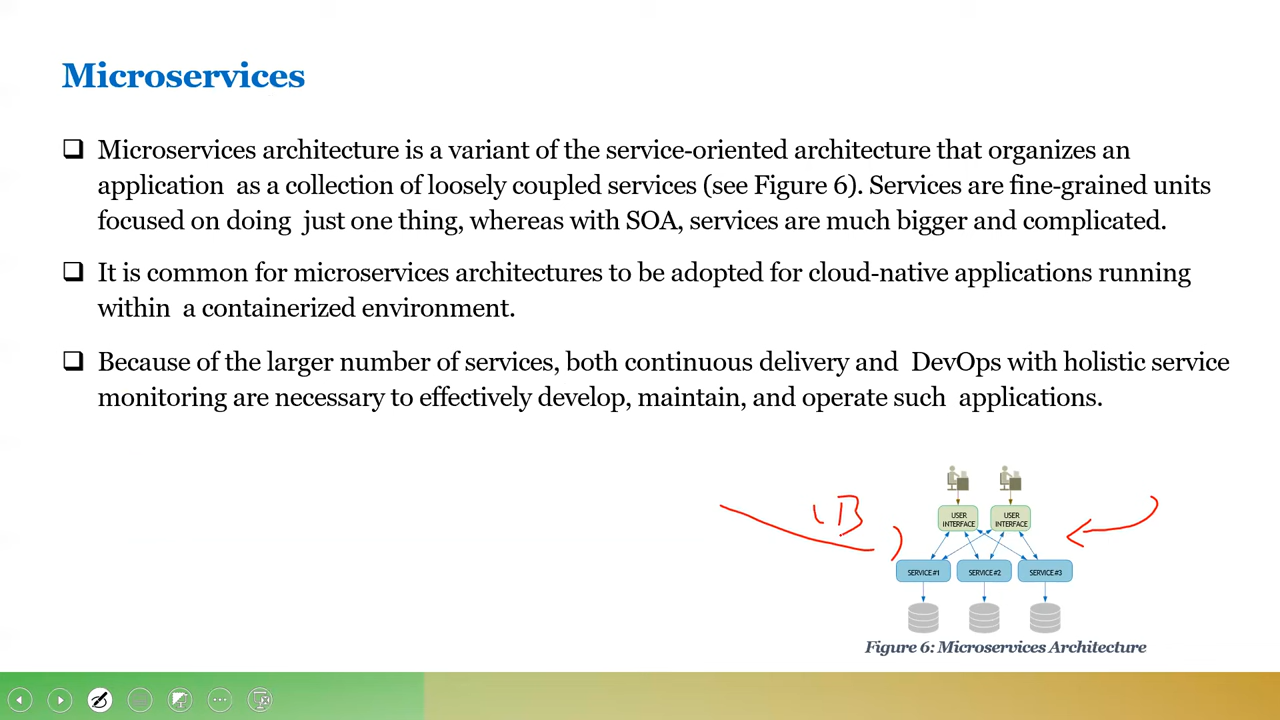 Microservices
Microservices architecture is a variant of the service-oriented architecture that organizes an
application as a collection of loosely coupled services (see Figure 6). Services are fine-grained units
focused on doing just one thing, whereas with SOA, services are much bigger and complicated.
It is common for microservices architectures to be adopted for cloud-native applications running
within a containerized environment.
Because of the larger number of services, both continuous delivery and DevOps with holistic service
monitoring are necessary to effectively develop, maintain, and operate such applications.
USER
INTERFACE
USER
INTERFACE
SERVICE #1
SERVICE #2
SERVICE #3
Figure 6: Microservices Architecture